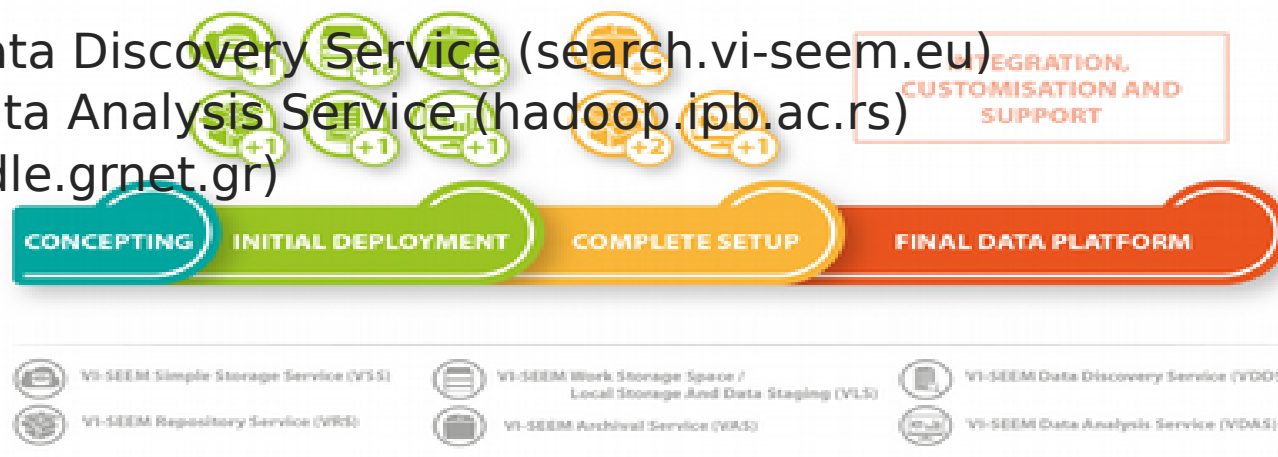 ata Discovery Service (search.vi-seem.eu)
ta Analysis Service (hadoop.ipb.ac.rs)
dle.grnet.gr)
+1 +4
+4
INTEGRATION,
CUSTOMISATION AND
SUPPORT
+1 +1 +1
+2 +1
CONCEPTING
INITIAL DEPLOYMENT
COMPLETE SETUP
FINAL DATA PLATFORM
VI-SEEM Simple Storage Service (VSS)
VI-SEEM Repository Service (VRS)
VI-SEEM Work Storage Space /
Local Storage And Data Staging (VLS)
VI-SEEM Archival Service (VAS)
VI-SEEM Data Discovery Service (VDDS
VI-SEEM Data Analysis Service (VDAS)